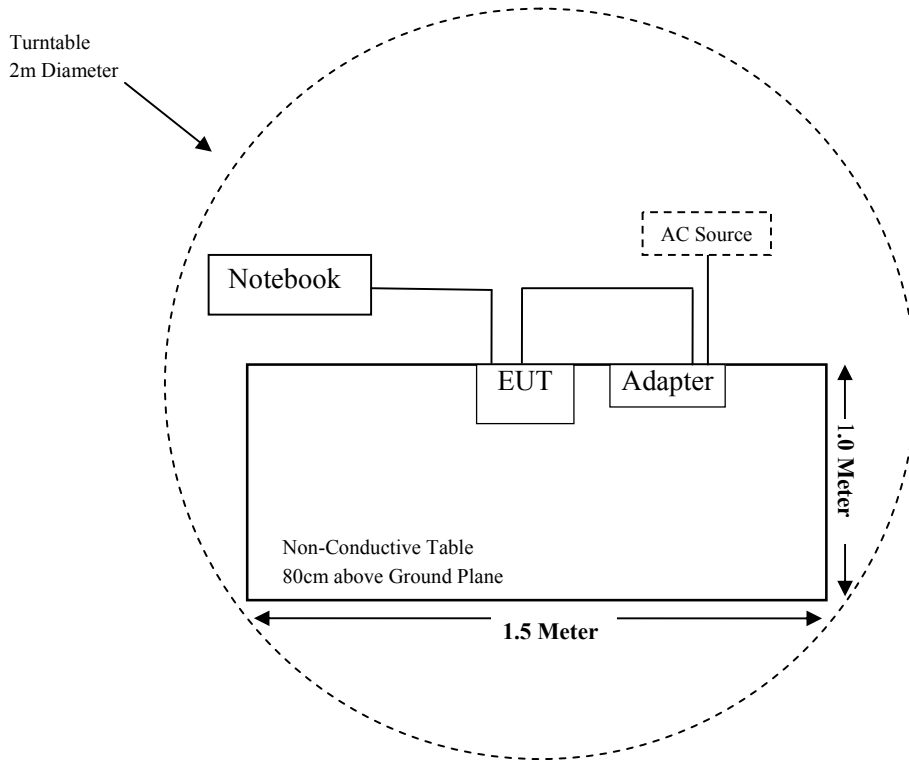 Turntable
2m Diameter
AC Source
Notebook
EUT
Adapter
1.0 Meter
Non-Conductive Table
80cm above Ground Plane
1.5 Meter